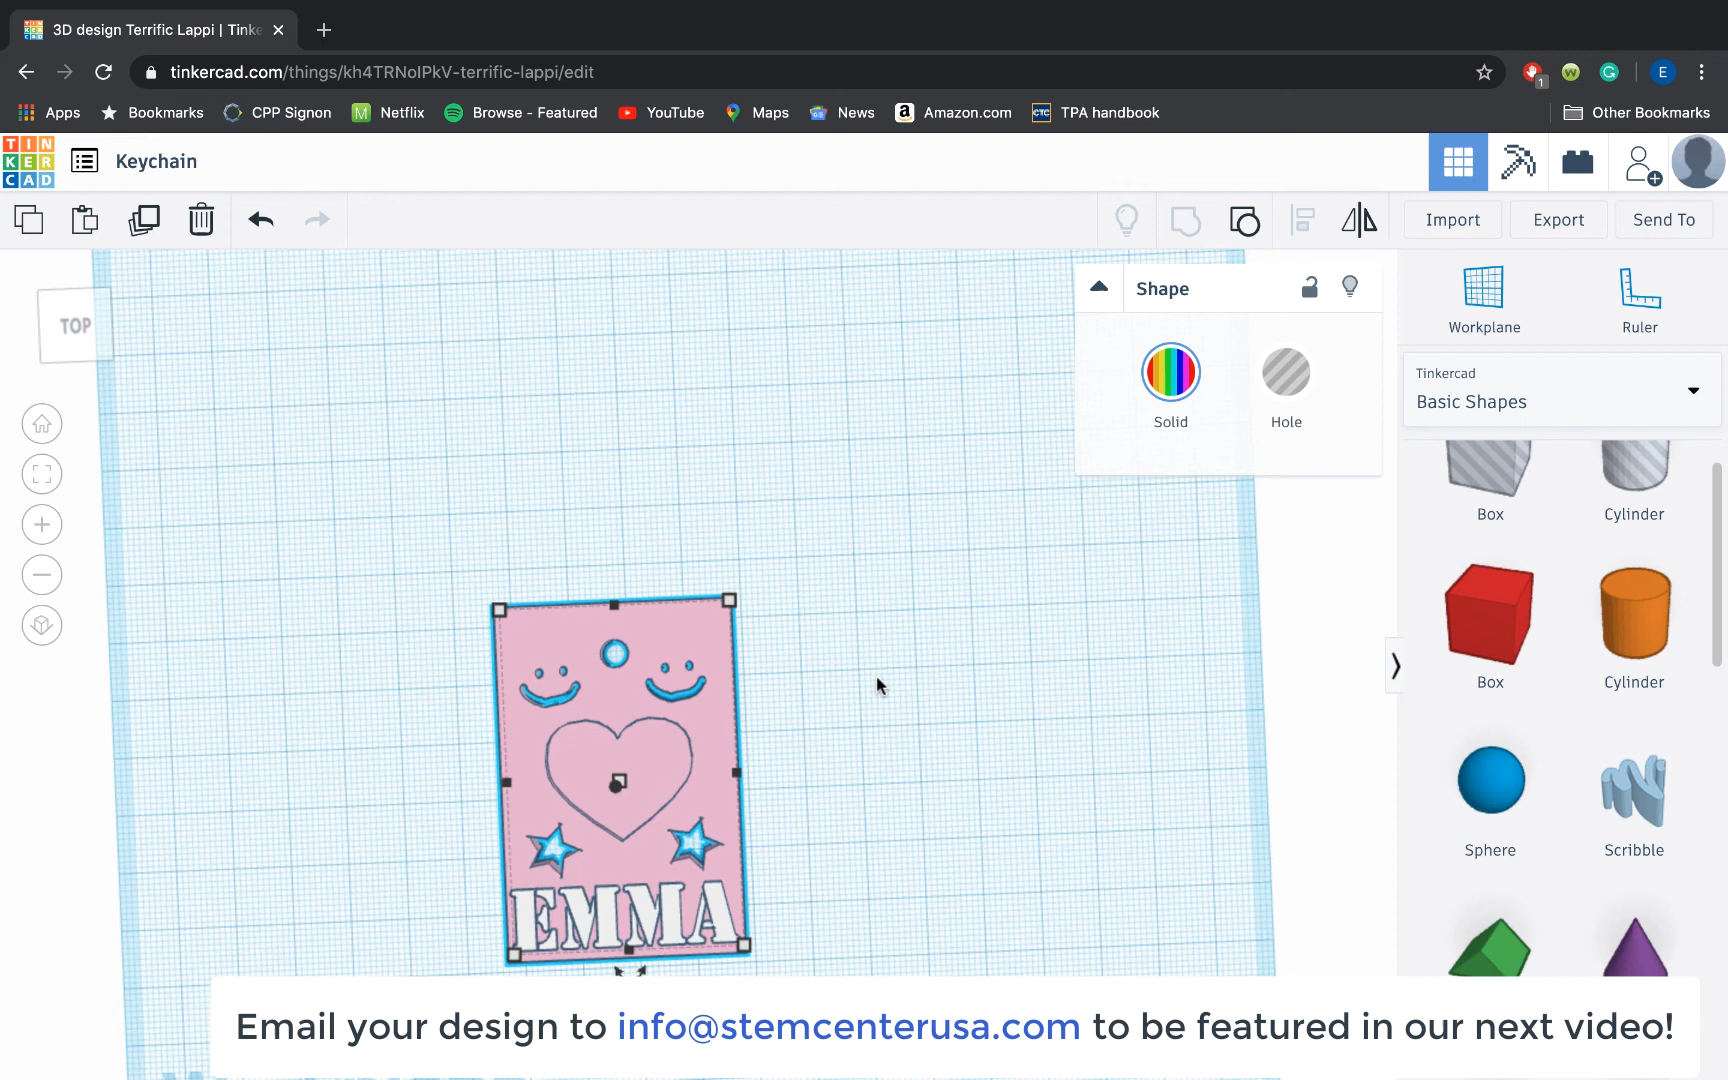 3D design Terrific Lappi | Tinke
tinkercad.com/things/kh4TRNoIPkV-terrific-lappi/edit
1
E
Apps
Bookmarks
CPP Signon
M
Netflix
Browse - Featured
YouTube
Maps
News
Amazon.com
CTC
TPA handbook
Other Bookmarks
TIN
KER
CAD
Keychain
Import
Export
Send To
TOP
Shape
Solid
Hole
Workplane
Ruler
Tinkercad
Basic Shapes
Box
Cylinder
Box
Cylinder
Sphere
Scribble
EMMA
Email your design to info@stemcenterusa.com to be featured in our next video!